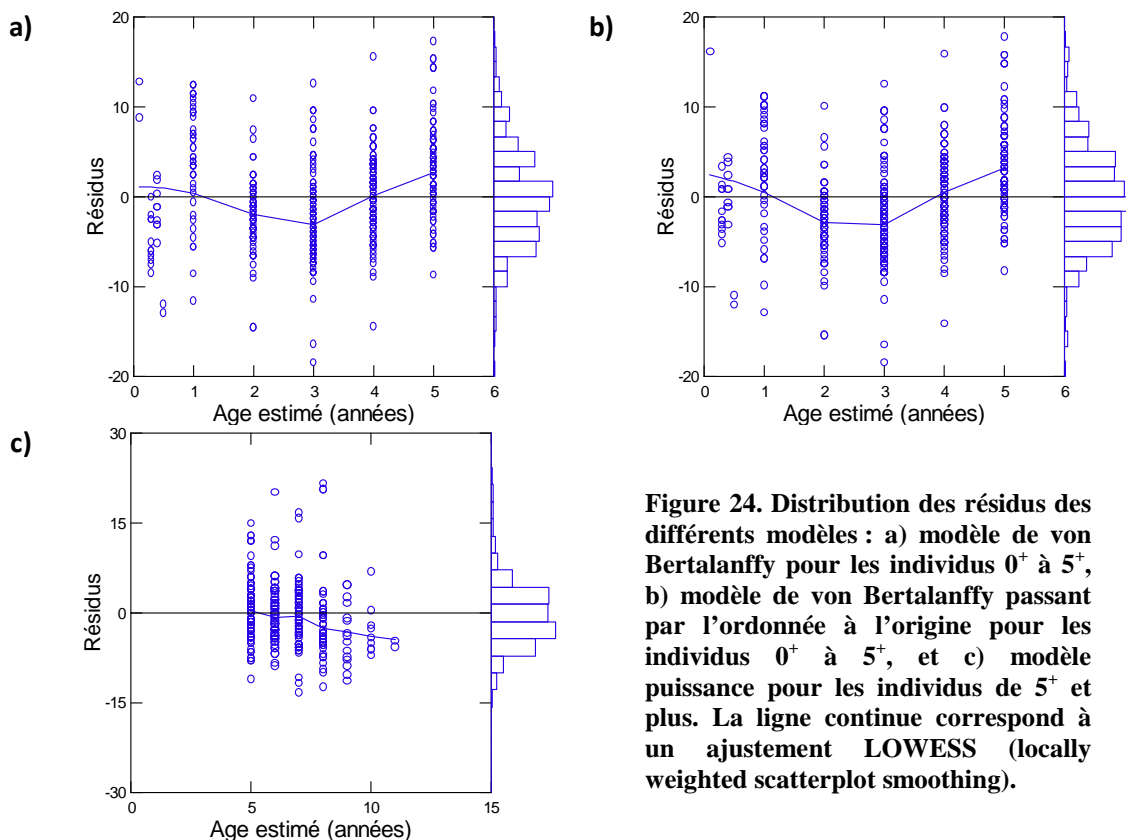 a)
20
10
0
-10
-20
Résidus
0 1 2 3 4 5 6
Age estimé (années)
b)
20
10
0
-10
-20
Résidus
0 1 2 3 4 5 6
Age estimé (années)
c)
30
15
0
-15
-30
Résidus
0 5 10 15
Age estimé (années)
Figure 24. Distribution des résidus des
différents modèles : a) modèle de von
Bertalanffy pour les individus 0⁺ à 5⁺,
b) modèle de von Bertalanffy passant
par l’ordonnée à l’origine pour les
individus 0⁺ à 5⁺, et c) modèle
puissance pour les individus de 5⁺ et
plus. La ligne continue correspond à
un ajustement LOWESS (locally
weighted scatterplot smoothing).